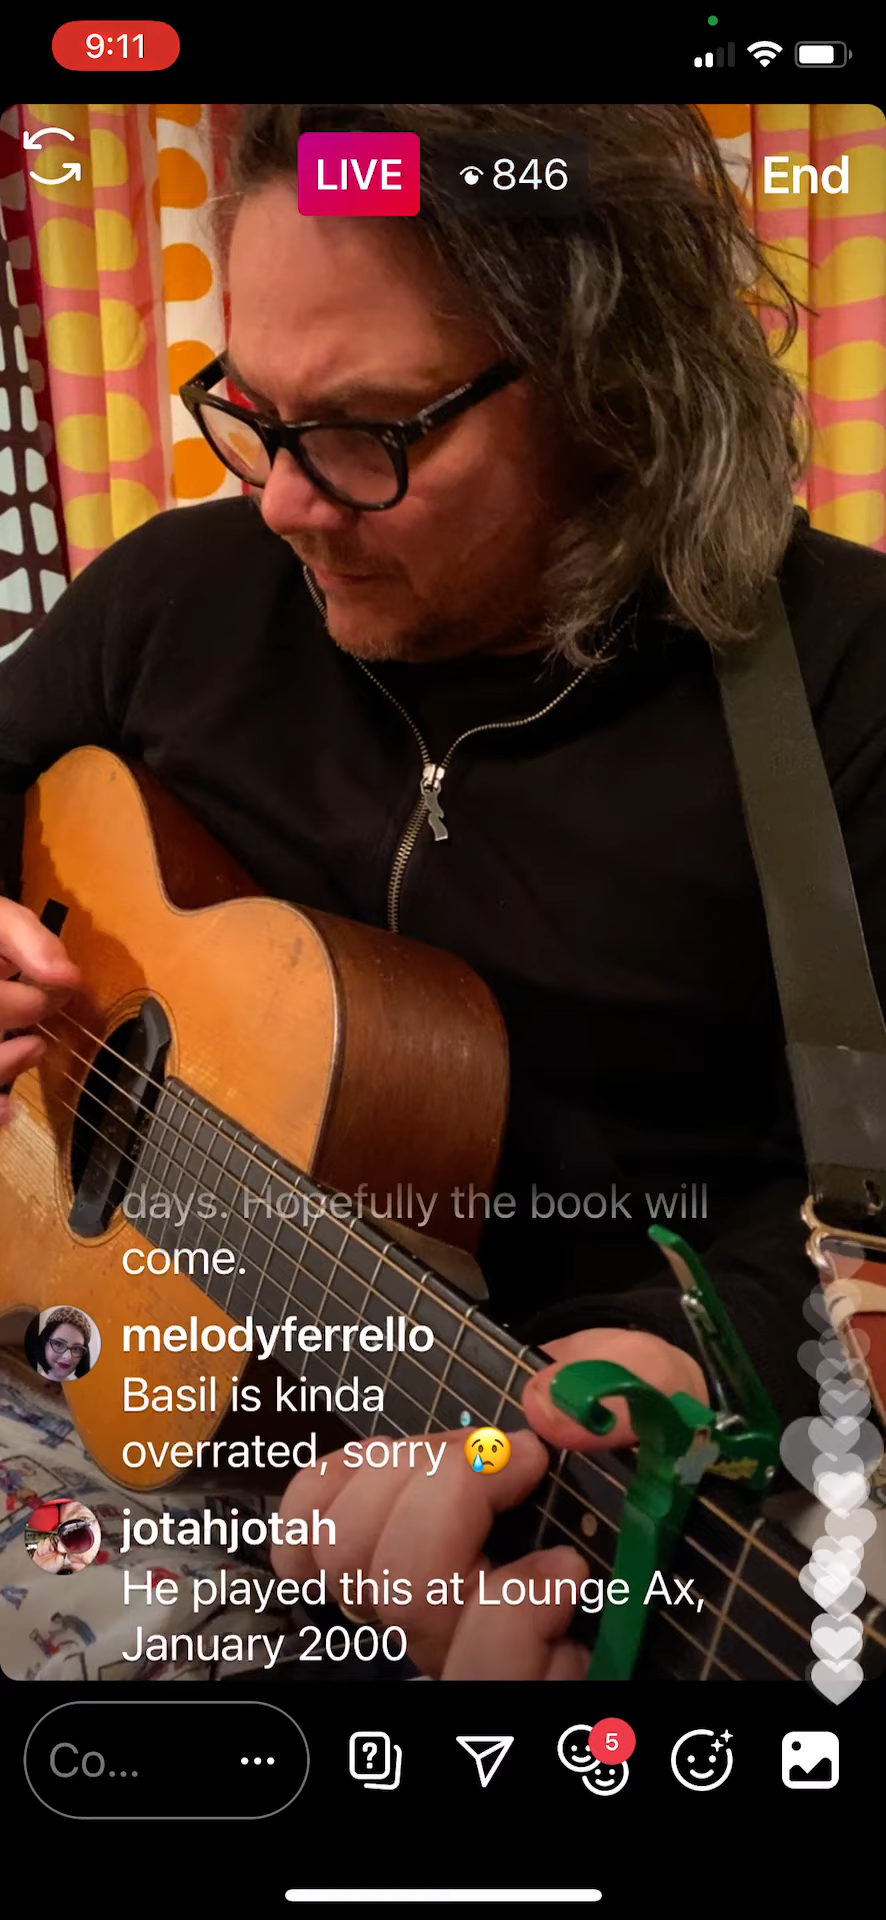 9:11
LIVE
846
End
days. Hopefully the book will
come.
melodyferrello
Basil is kinda
overrated, sorry 😢
jotahjotah
He played this at Lounge Ax,
January 2000
Co...
5